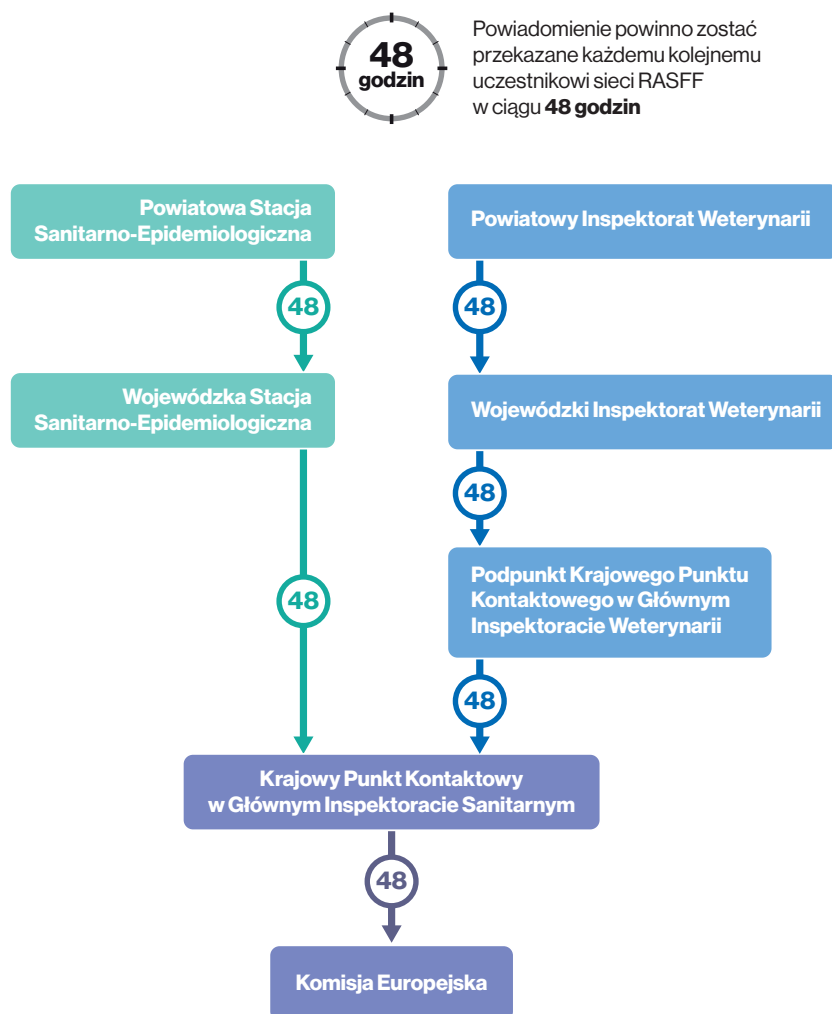 48
godzin
Powiadomienie powinno zostać
przekazane każdemu kolejnemu
uczestnikowi sieci RASFF
w ciągu 48 godzin
Powiatowa Stacja
Sanitarno-Epidemiologiczna
Powiatowy Inspektorat Weterynarii
48
48
Wojewódzka Stacja
Sanitarno-Epidemiologiczna
Wojewódzki Inspektorat Weterynarii
48
Podpunkt Krajowego Punktu
Kontaktowego w Głównym
Inspektoracie Weterynarii
48
48
Krajowy Punkt Kontaktowy
w Głównym Inspektoracie Sanitarnym
48
Komisja Europejska